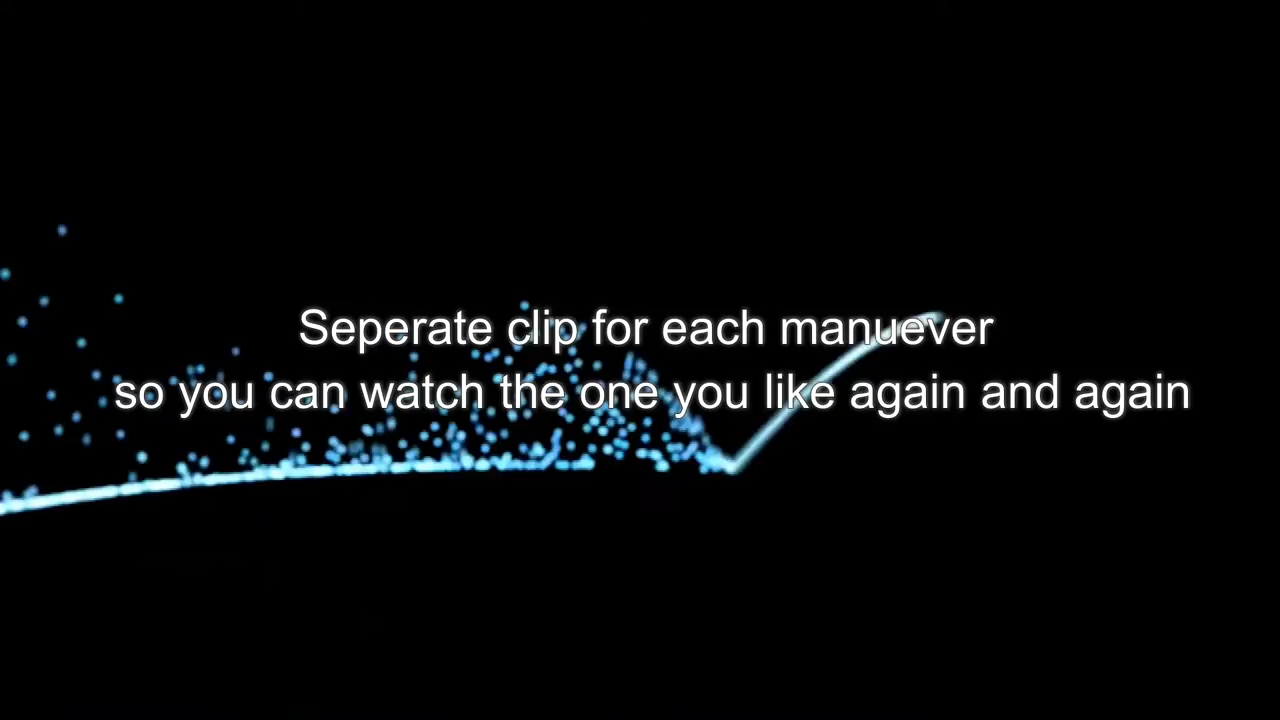 Seperate clip for each manuever
so you can watch the one you like again and again